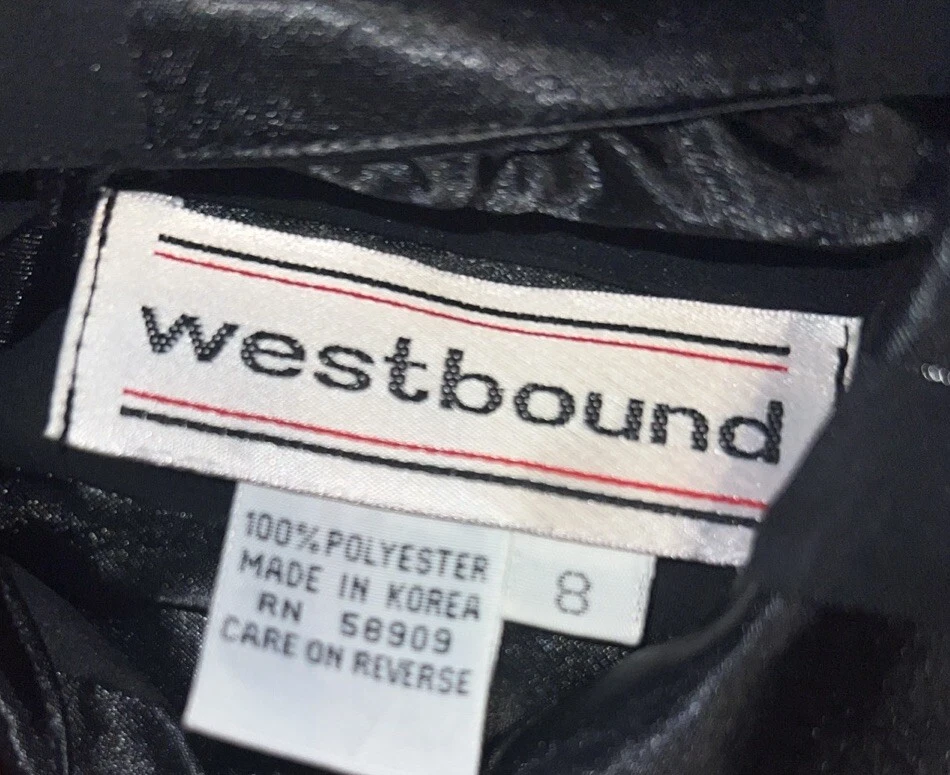 westbound
100% POLYESTER
MADE IN KOREA
RN 58909
CARE ON REVERSE
8